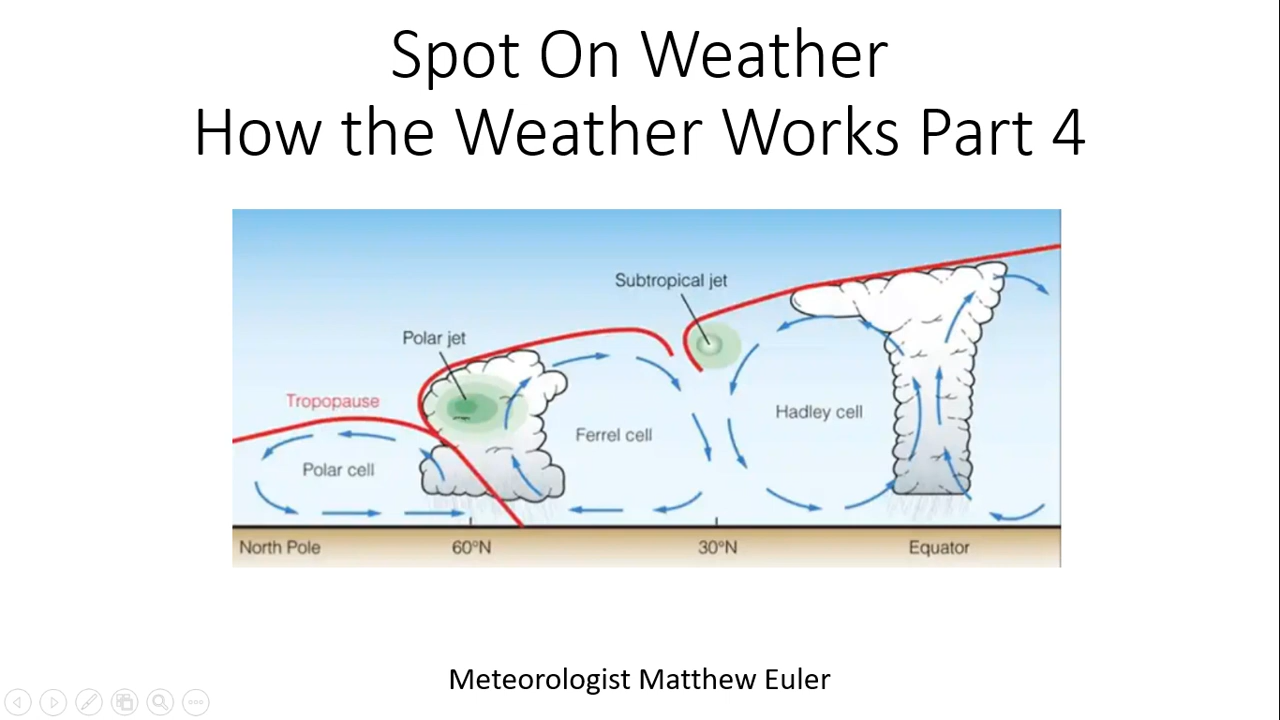 Spot On Weather
How the Weather Works Part 4
Subtropical jet
Polar jet
Tropopause
Hadley cell
Ferrel cell
Polar cell
North Pole
60°N
30°N
Equator
Meteorologist Matthew Euler